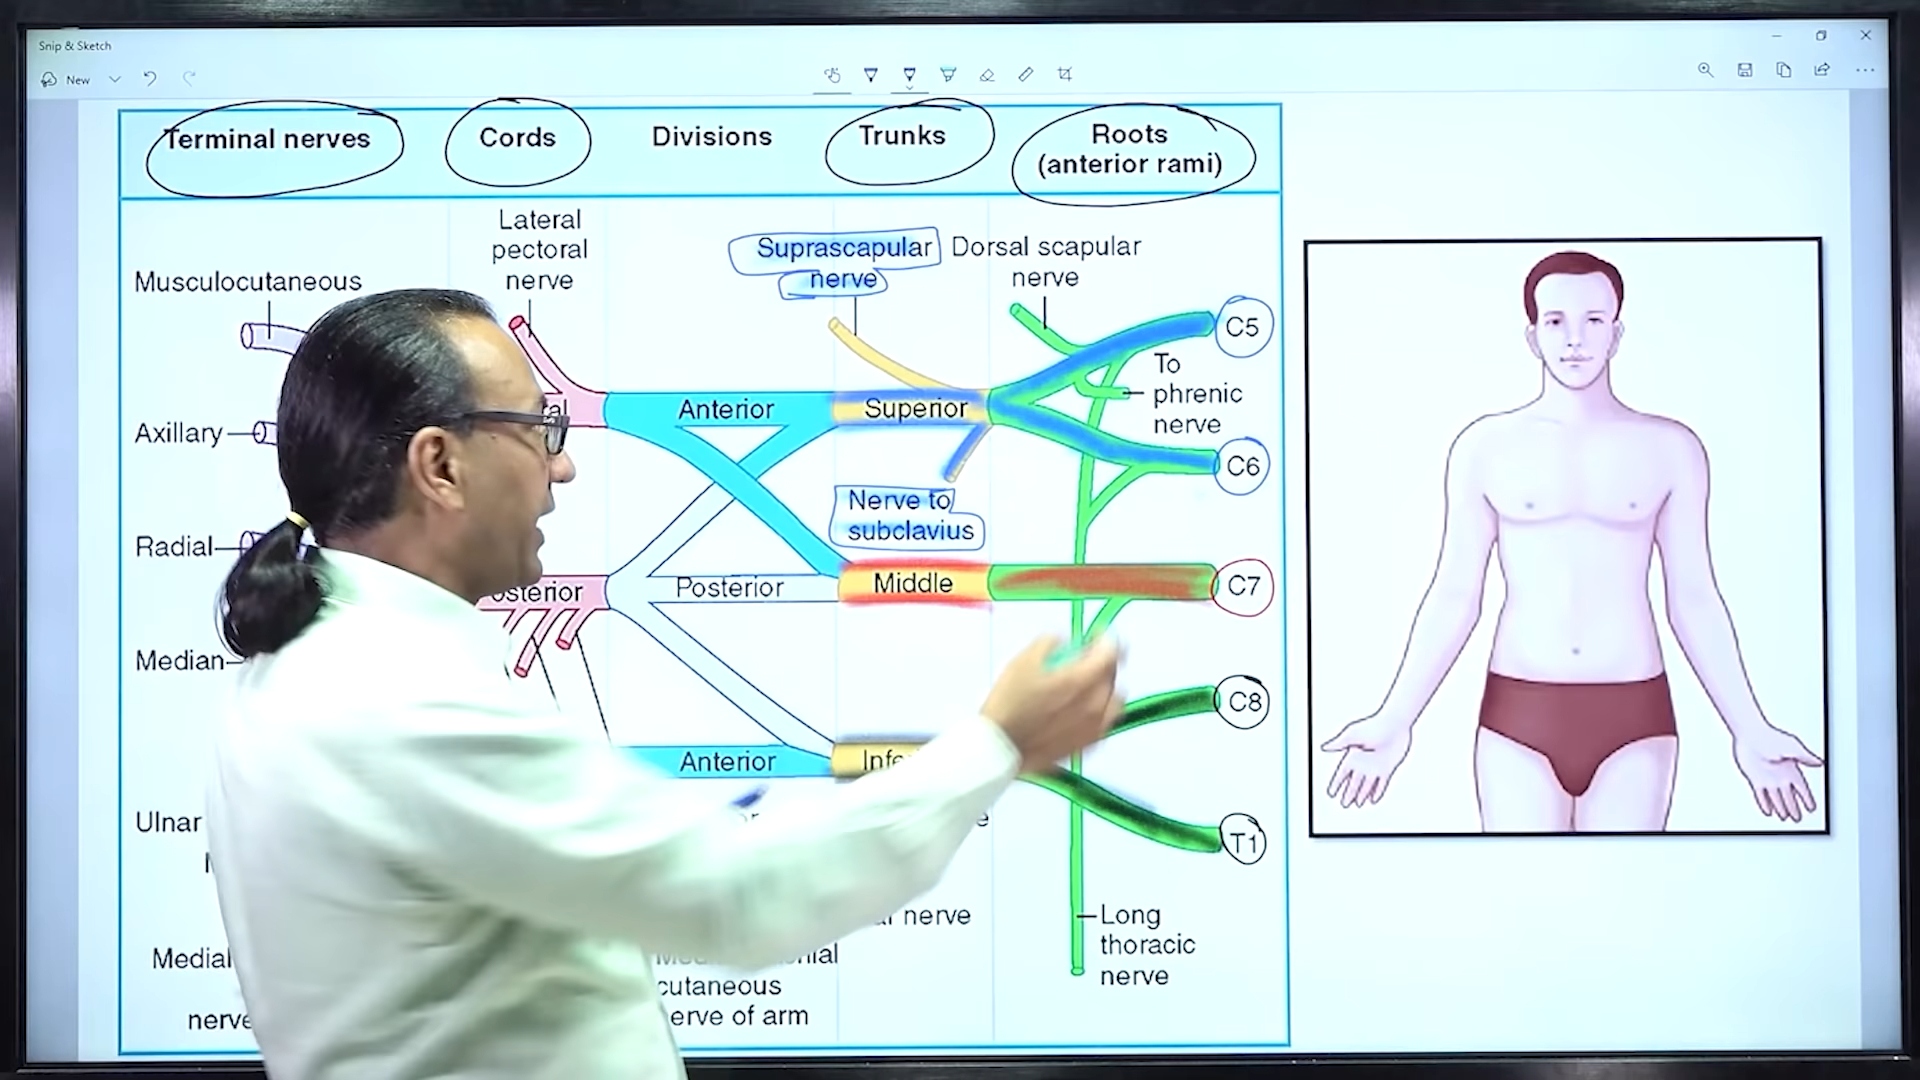 Snip & Sketch
New
Terminal nerves
Cords
Divisions
Trunks
Roots
(anterior rami)
Lateral
pectoral
nerve
Suprascapular
nerve
Dorsal scapular
nerve
Musculocutaneous
C5
To
phrenic
nerve
Anterior
Superior
Axillary
C6
Nerve to
subclavius
Radial
Posterior
Middle
C7
Median
C8
Anterior
Ulnar
T1
nerve
Long
thoracic
nerve
Medial
cutaneous
nerve
of arm